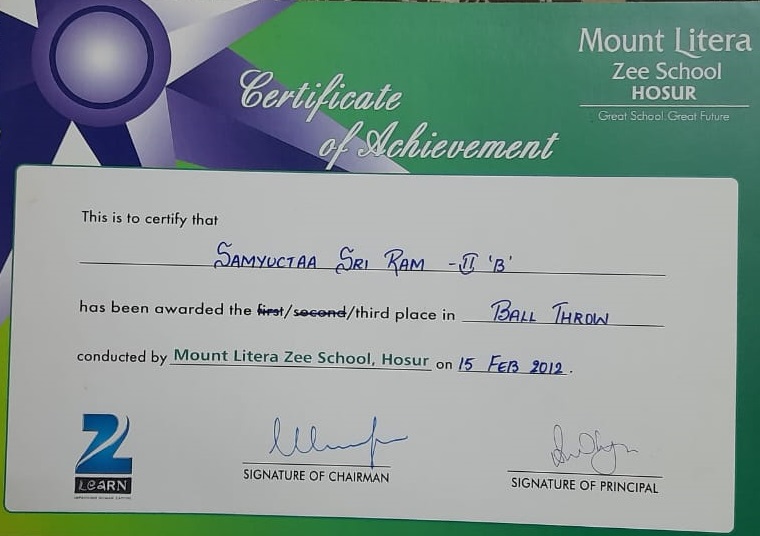 Mount Litera
Zee School
HOSUR
Great School. Great Future
Certificate
of Achievement
This is to certify that
SAMYUCTAA SRI RAM - II 'B'
has been awarded the first/second/third place in BALL THROW
conducted by Mount Litera Zee School, Hosur on 15 FEB 2012.
Z
LEARN
SIGNATURE OF CHAIRMAN
SIGNATURE OF PRINCIPAL